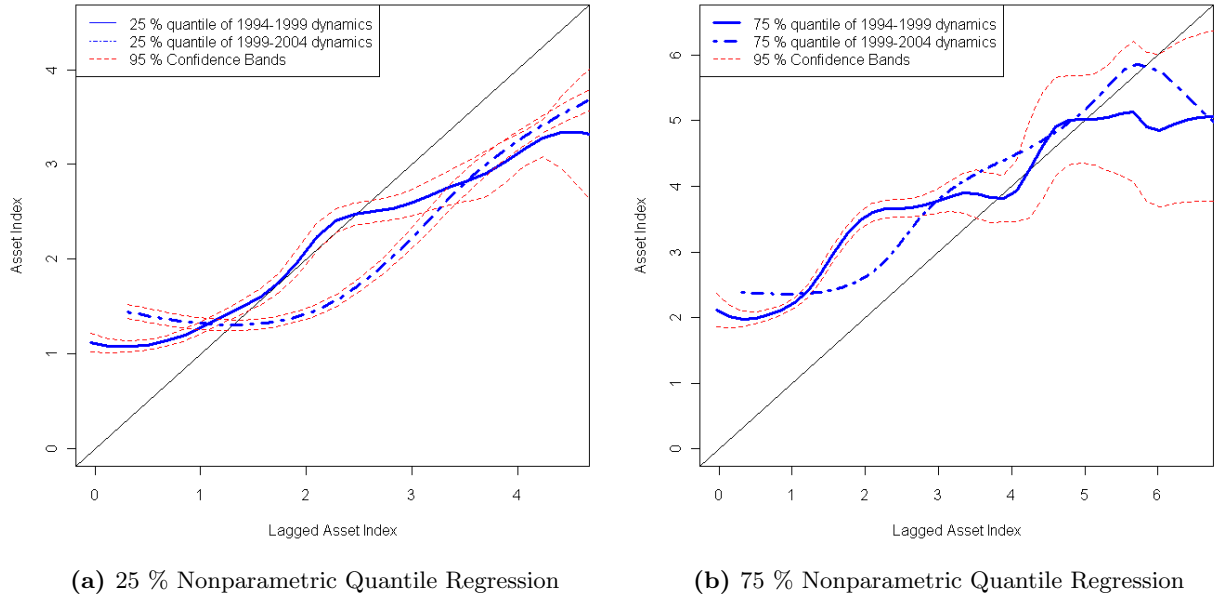 25 % quantile of 1994-1999 dynamics
25 % quantile of 1999-2004 dynamics
95 % Confidence Bands
Asset Index
4
3
2
1
0
0 1 2 3 4
Lagged Asset Index
(a) 25 % Nonparametric Quantile Regression
75 % quantile of 1994-1999 dynamics
75 % quantile of 1999-2004 dynamics
95 % Confidence Bands
Asset Index
6
5
4
3
2
1
0
0 1 2 3 4 5 6
Lagged Asset Index
(b) 75 % Nonparametric Quantile Regression